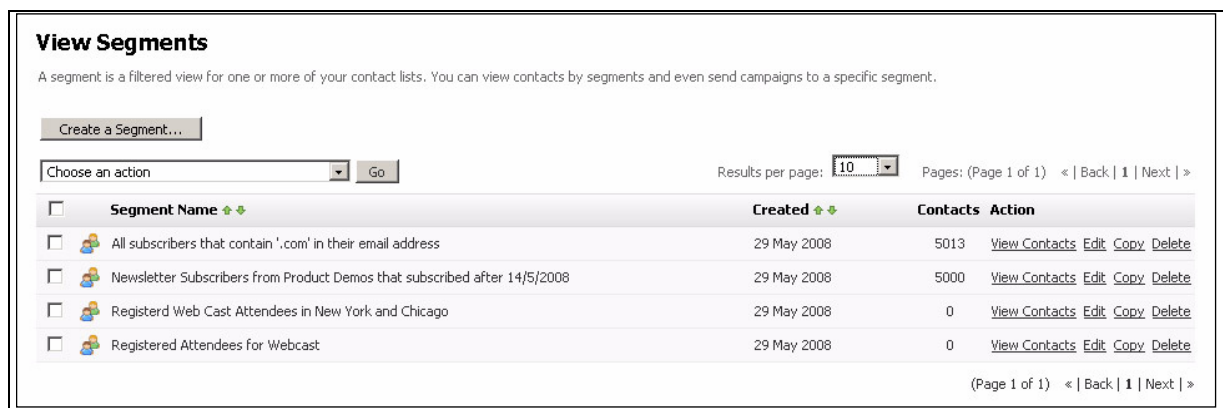 View Segments
A segment is a filtered view for one or more of your contact lists. You can view contacts by segments and even send campaigns to a specific segment.
Create a Segment...
Choose an action Go Results per page: 10 Pages: (Page 1 of 1) « | Back | 1 | Next | »
Segment Name Created Contacts Action
All subscribers that contain '.com' in their email address 29 May 2008 5013 View Contacts Edit Copy Delete
Newsletter Subscribers from Product Demos that subscribed after 14/5/2008 29 May 2008 5000 View Contacts Edit Copy Delete
Registerd Web Cast Attendees in New York and Chicago 29 May 2008 0 View Contacts Edit Copy Delete
Registered Attendees for Webcast 29 May 2008 0 View Contacts Edit Copy Delete
(Page 1 of 1) « | Back | 1 | Next | »